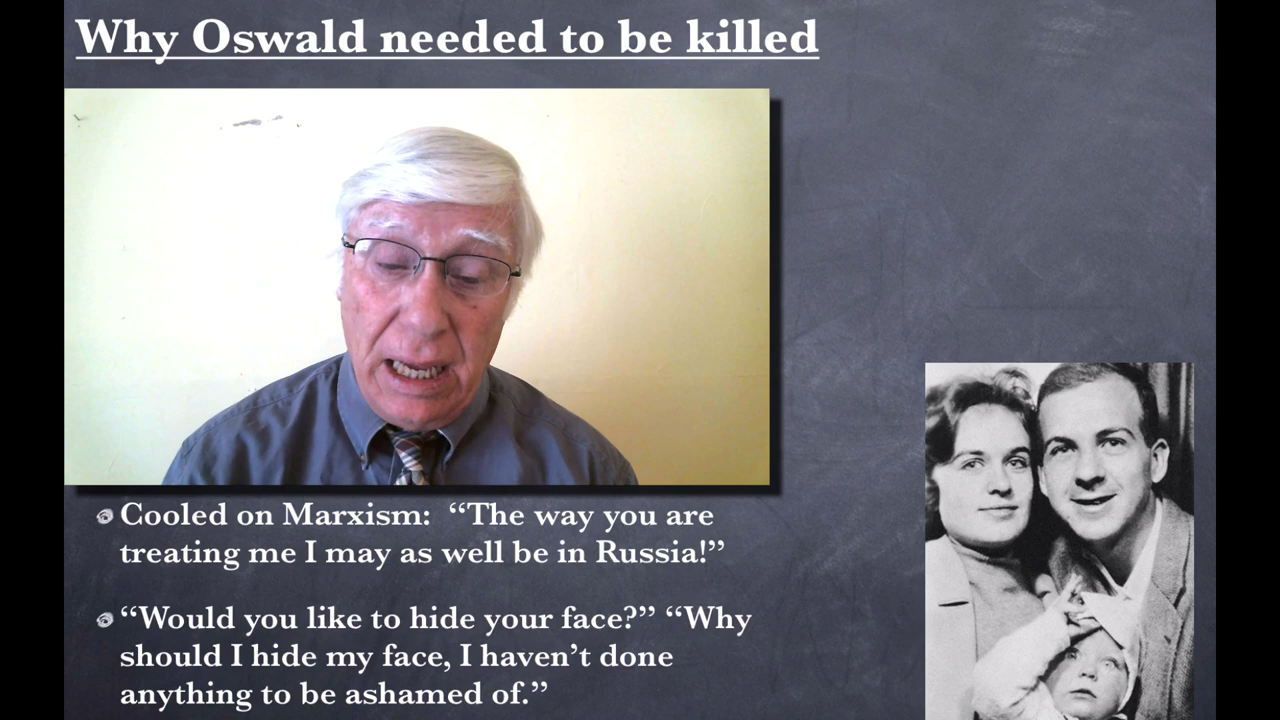 Why Oswald needed to be killed
Cooled on Marxism:  “The way you are
treating me I may as well be in Russia!”
“Would you like to hide your face?” “Why
should I hide my face, I haven’t done
anything to be ashamed of.”